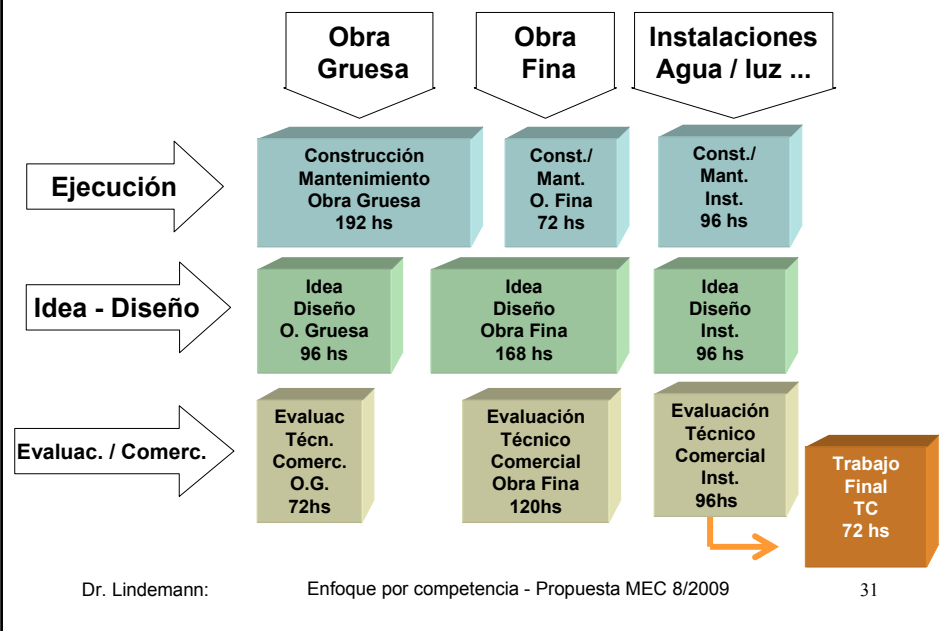 Obra
Gruesa
Obra
Fina
Instalaciones
Agua / luz ...
Ejecución
Construcción
Mantenimiento
Obra Gruesa
192 hs
Const./
Mant.
O. Fina
72 hs
Const./
Mant.
Inst.
96 hs
Idea - Diseño
Idea
Diseño
O. Gruesa
96 hs
Idea
Diseño
Obra Fina
168 hs
Idea
Diseño
Inst.
96 hs
Evaluac. / Comerc.
Evaluac
Técn.
Comerc.
O.G.
72hs
Evaluación
Técnico
Comercial
Obra Fina
120hs
Evaluación
Técnico
Comercial
Inst.
96hs
Trabajo
Final
TC
72 hs
Dr. Lindemann:
Enfoque por competencia - Propuesta MEC 8/2009
31